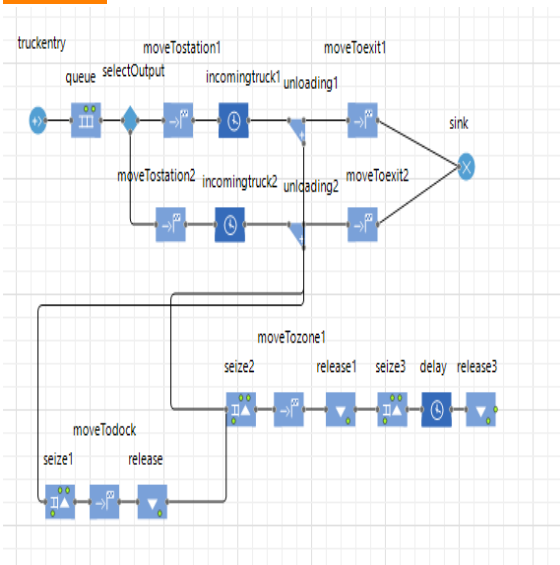 truckentry
moveTostation1
moveToexit1
queue
selectOutput
incomingtruck1
unloading1
sink
moveTostation2
incomingtruck2
unloading2
moveToexit2
moveTozone1
seize2
release1
seize3
delay
release3
moveTodock
seize1
release